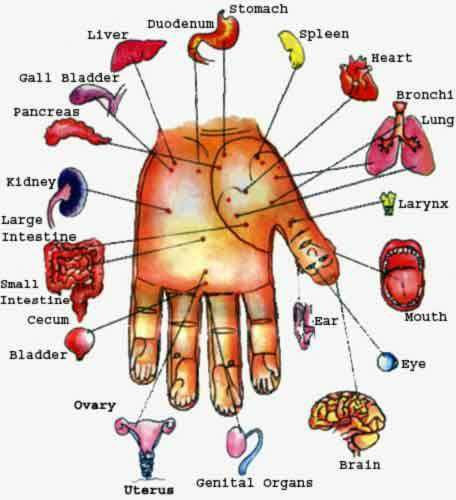 Stomach
Duodenum
Spleen
Liver
Heart
Gall Bladder
Bronchi
Pancreas
Lung
Kidney
Larynx
Large
Intestine
Small
Intestine
Mouth
Cecum
Ear
Bladder
Eye
Ovary
Brain
Genital Organs
Uterus